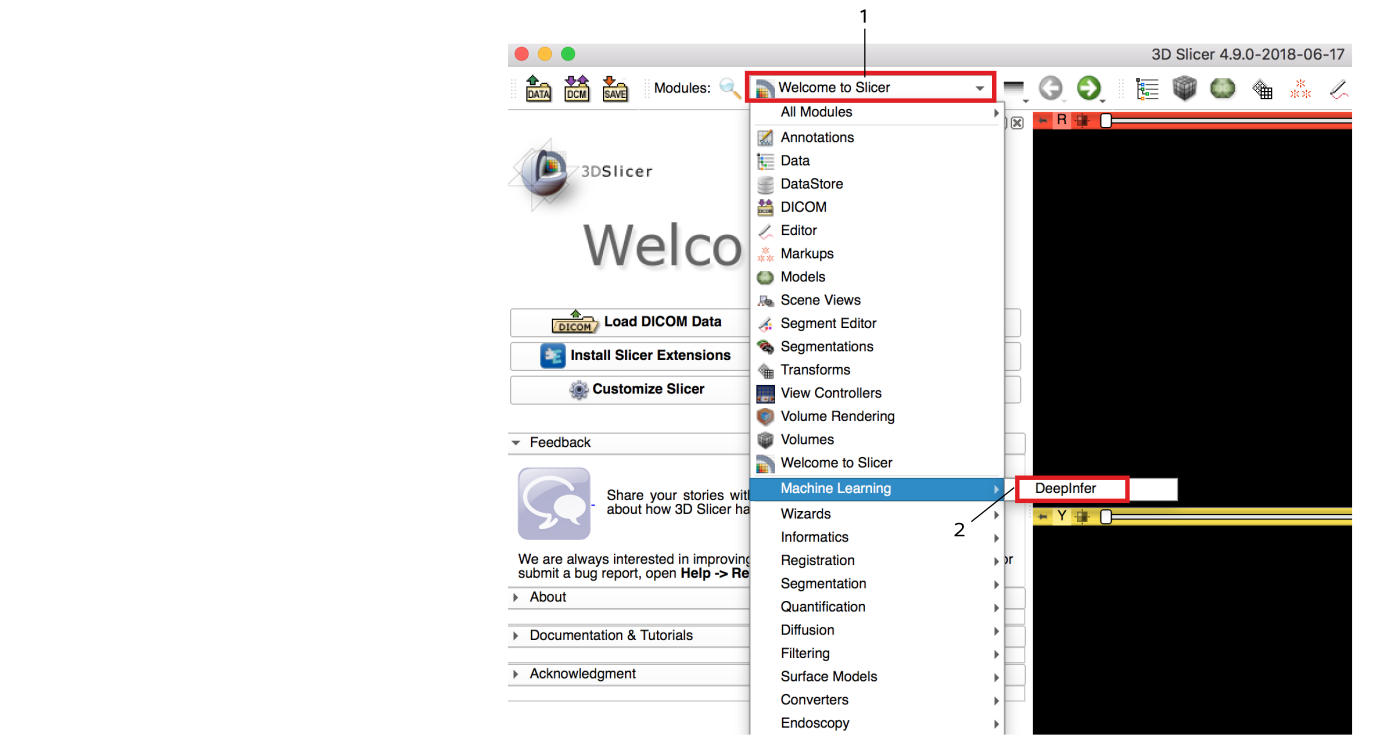 1
3D Slicer 4.9.0-2018-06-17
DATA DCM SAVE Modules: Welcome to Slicer
All Modules
R
3DSlicer
Welco
Annotations
Data
DataStore
DICOM
Editor
Markups
Models
Scene Views
Segment Editor
Segmentations
Transforms
View Controllers
Volume Rendering
Volumes
Welcome to Slicer
Machine Learning
DeepInfer
2
Wizards
Informatics
Registration
Segmentation
Quantification
Diffusion
Filtering
Surface Models
Converters
Endoscopy
DICOM Load DICOM Data
Install Slicer Extensions
Customize Slicer
Feedback
Share your stories wit
about how 3D Slicer ha
We are always interested in improving
or
submit a bug report, open Help -> Re
About
Documentation & Tutorials
Acknowledgment
Y